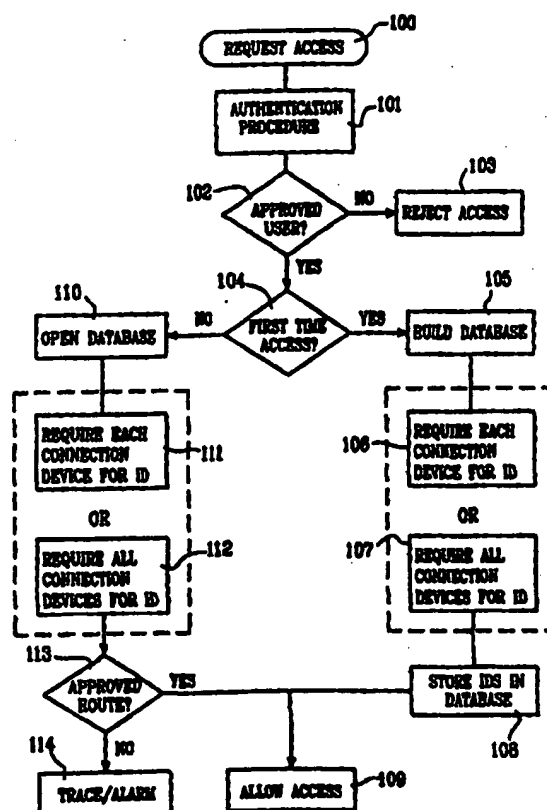 100
REQUEST ACCESS
101
AUTHENTICATION
PROCEDURE
102
APPROVED
USER?
NO
103
REJECT ACCESS
YES
104
FIRST TIME
ACCESS?
NO
YES
110
OPEN DATABASE
105
BUILD DATABASE
REQUIRE EACH
CONNECTION
DEVICE FOR ID
111
OR
REQUIRE ALL
CONNECTION
DEVICES FOR ID
112
106
REQUIRE EACH
CONNECTION
DEVICE FOR ID
OR
107
REQUIRE ALL
CONNECTION
DEVICES FOR ID
113
APPROVED
ROUTE?
YES
STORE IDS IN
DATABASE
108
NO
114
TRACE/ALARM
ALLOW ACCESS
109